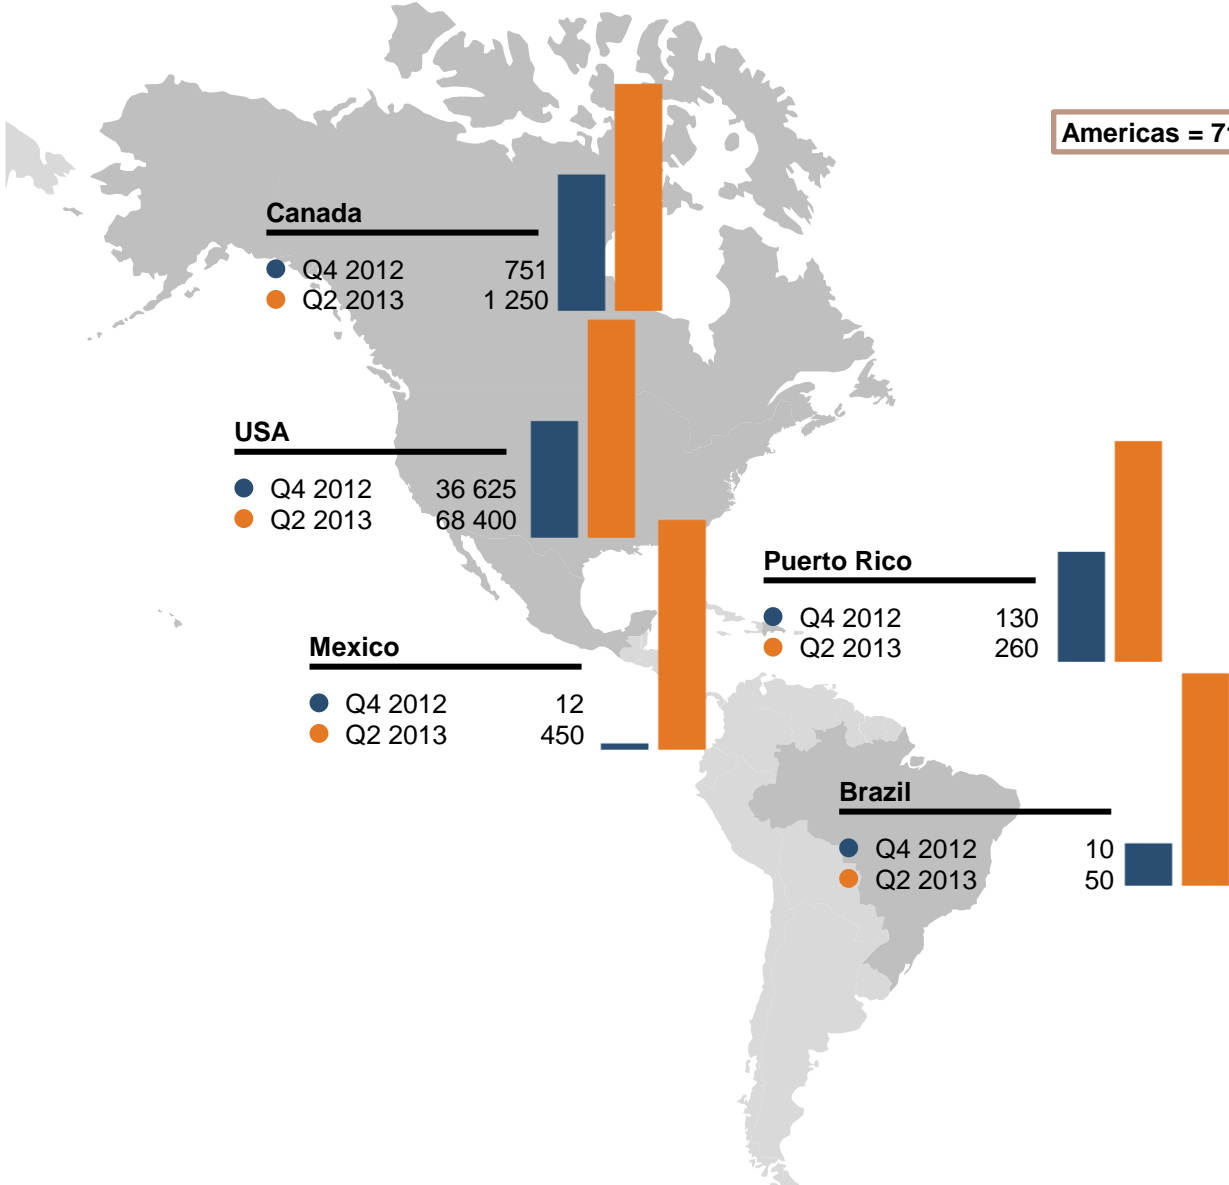 Americas = 7
Canada
Q4 2012 751
Q2 2013 1 250
USA
Q4 2012 36 625
Q2 2013 68 400
Puerto Rico
Q4 2012 130
Q2 2013 260
Mexico
Q4 2012 12
Q2 2013 450
Brazil
Q4 2012 10
Q2 2013 50